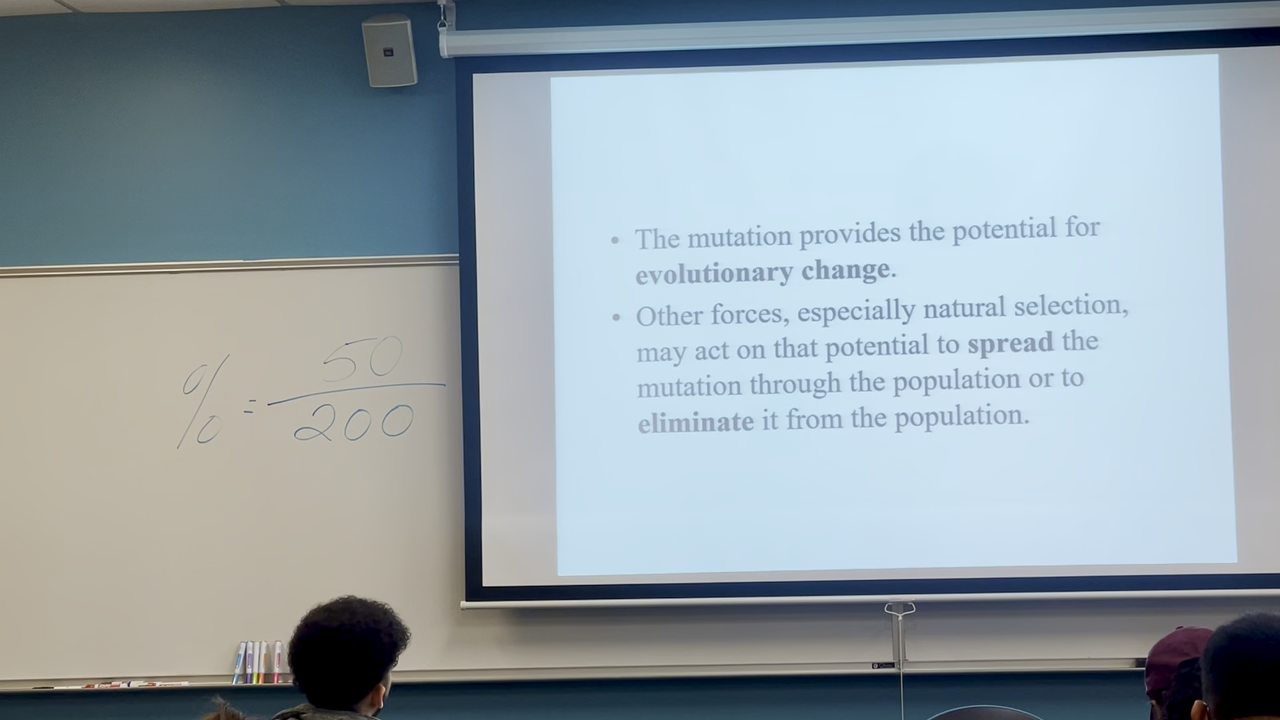 % = 50
200
• The mutation provides the potential for
evolutionary change.
• Other forces, especially natural selection,
may act on that potential to spread the
mutation through the population or to
eliminate it from the population.